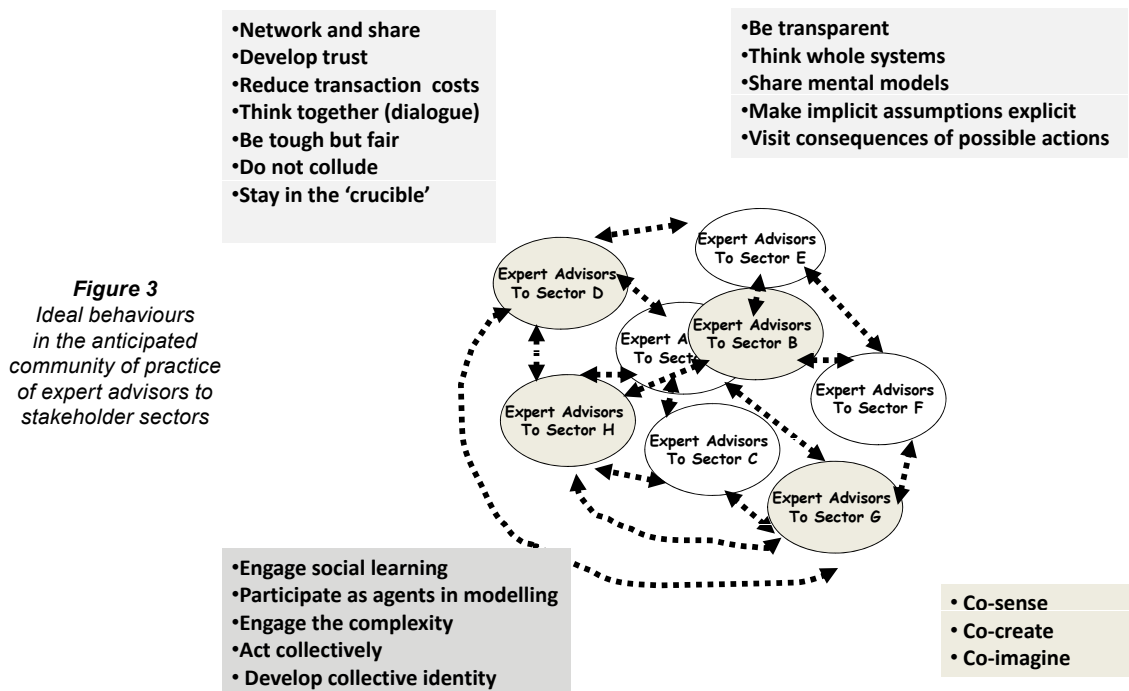 •Network and share
•Develop trust
•Reduce transaction costs
•Think together (dialogue)
•Be tough but fair
•Do not collude
•Stay in the ‘crucible’
•Be transparent
•Think whole systems
•Share mental models
•Make implicit assumptions explicit
•Visit consequences of possible actions
Figure 3
Ideal behaviours
in the anticipated
community of practice
of expert advisors to
stakeholder sectors
Expert Advisors
To Sector E
Expert Advisors
To Sector D
Expert Advisors
To Sector B
Expert
To Sector
Expert Advisors
To Sector F
Expert Advisors
To Sector H
Expert Advisors
To Sector C
Expert Advisors
To Sector G
•Engage social learning
•Participate as agents in modelling
•Engage the complexity
•Act collectively
• Develop collective identity
• Co-sense
• Co-create
• Co-imagine